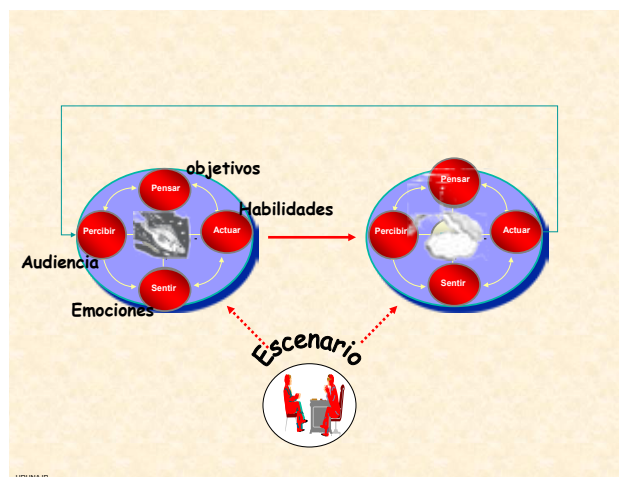 objetivos
Pensar
Habilidades
Percibir
Actuar
Audiencia
Sentir
Emociones
Pensar
Percibir
Actuar
Sentir
Escenario